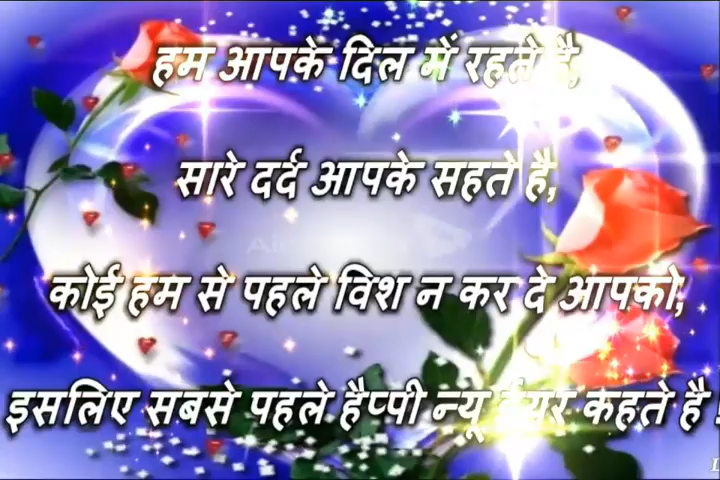 हम आपके दिल में रहते है,
सारे दर्द आपके सहते है,
कोई हम से पहले विश न कर दे आपको,
इसलिए सबसे पहले हैप्पी न्यू ईयर कहते है !